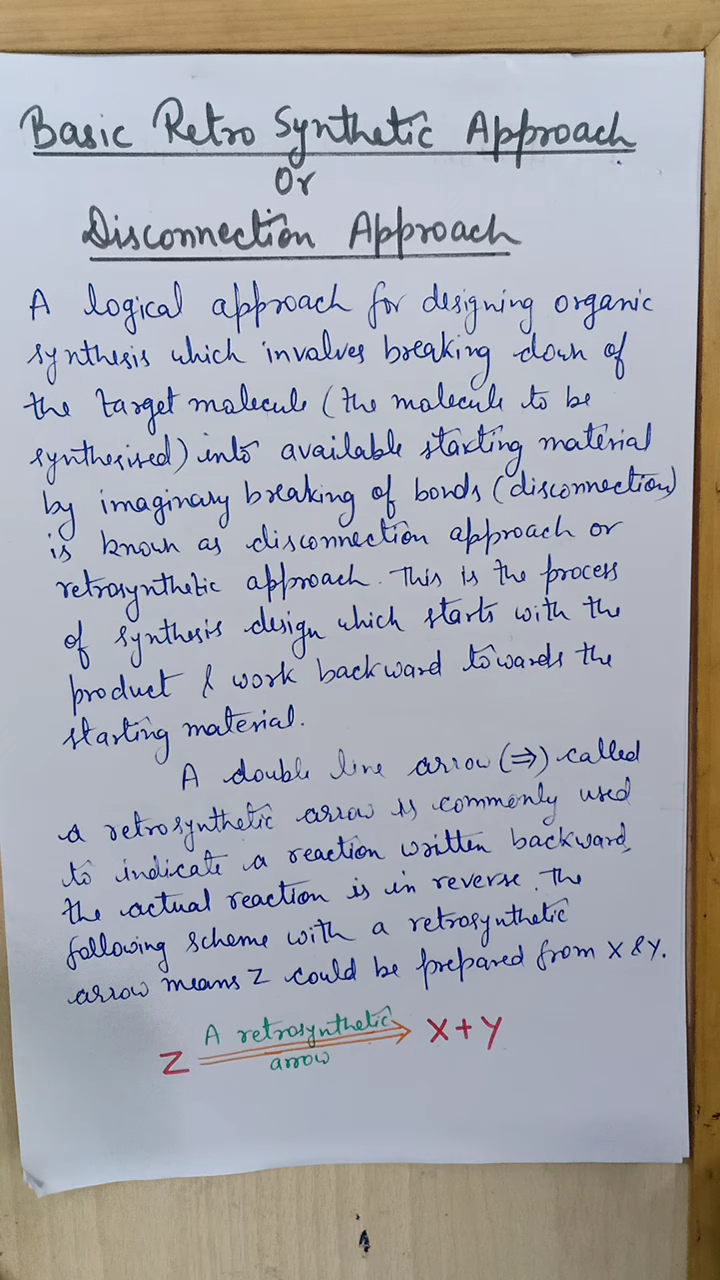 Basic Retro Synthetic Approach
Or
Disconnection Approach
A logical approach for designing organic
synthesis which involves breaking down of
the target molecule (the molecule to be
synthesised) into available starting material
by imaginary breaking of bonds (disconnection)
is known as disconnection approach or
retrosynthetic approach. This is the process
of synthesis design which starts with the
product & work backward towards the
starting material.
A double line arrow (⇒) called
a retrosynthetic arrow is commonly used
to indicate a reaction written backward,
the actual reaction is in reverse. The
following scheme with a retrosynthetic
arrow means Z could be prepared from X & Y.
A retrosynthetic
Z ⇒ X + Y
arrow